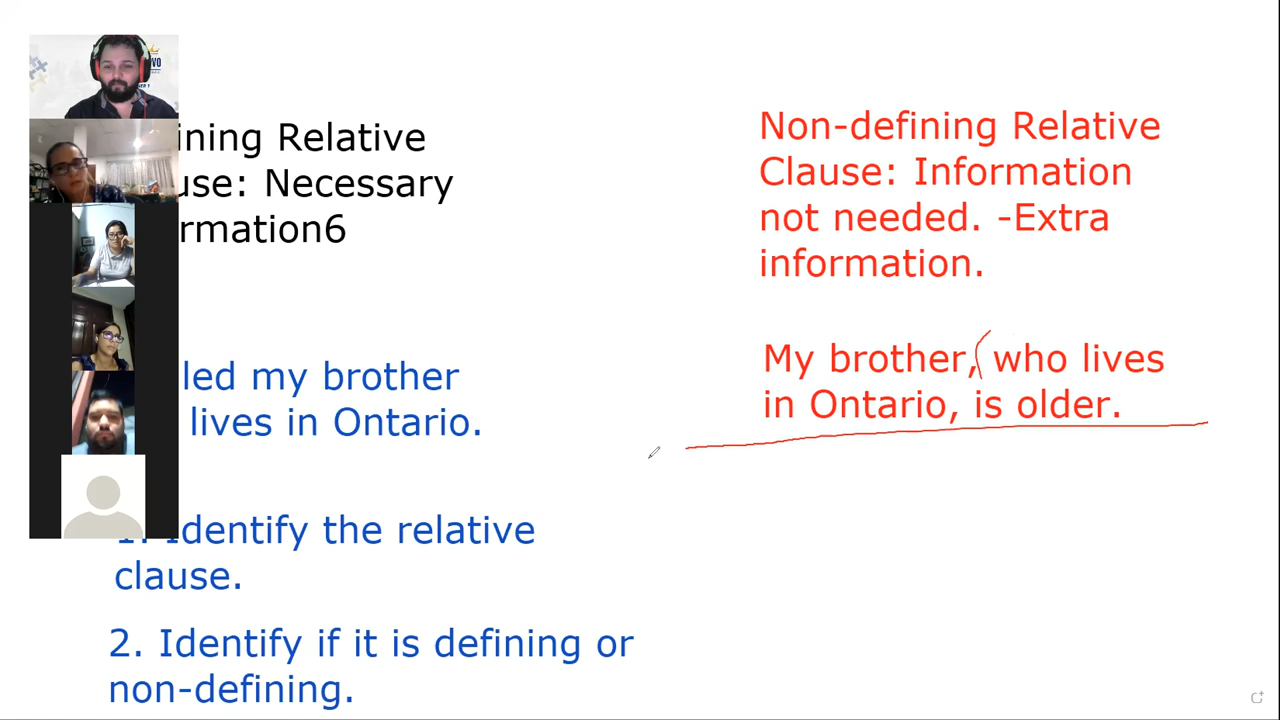 ining Relative
use: Necessary
rmation6
led my brother
lives in Ontario.
1. Identify the relative
clause.
2. Identify if it is defining or
non-defining.
Non-defining Relative
Clause: Information
not needed. -Extra
information.
My brother, who lives
in Ontario, is older.